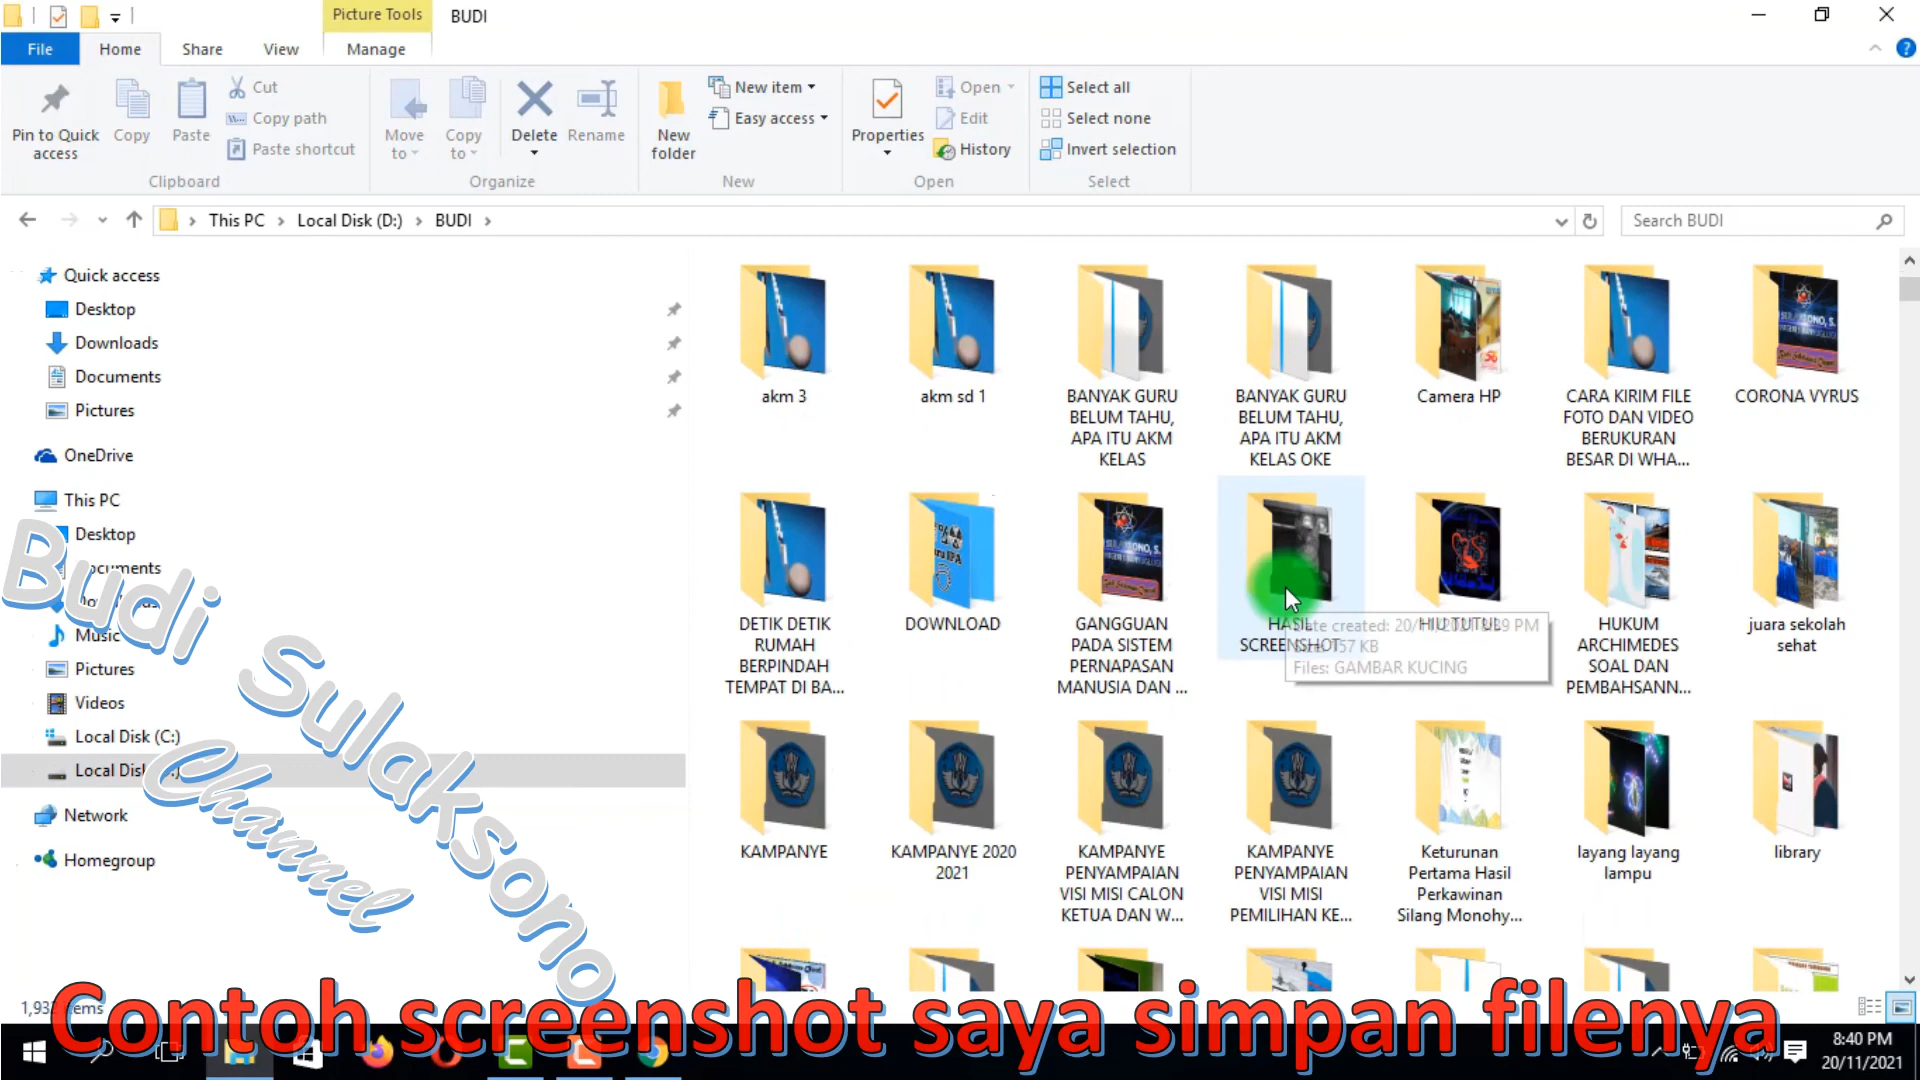 Picture Tools
BUDI
File
Home
Share
View
Manage
Pin to Quick access
Copy
Paste
Cut
Copy path
Paste shortcut
Clipboard
Move to
Copy to
Delete
Rename
Organize
New folder
New item
Easy access
New
Properties
Open
Edit
History
Open
Select all
Select none
Invert selection
Select
This PC
Local Disk (D:)
BUDI
Search BUDI
Quick access
Desktop
Downloads
Documents
Pictures
OneDrive
This PC
Desktop
Music
Pictures
Videos
Local Disk (C:)
Network
Homegroup
akm 3
akm sd 1
BANYAK GURU
BELUM TAHU,
APA ITU AKM
KELAS
BANYAK GURU
BELUM TAHU,
APA ITU AKM
KELAS OKE
Camera HP
CARA KIRIM FILE
FOTO DAN VIDEO
BERUKURAN
BESAR DI WHA...
CORONA VYRUS
DETIK DETIK
RUMAH
BERPINDAH
TEMPAT DI BA...
DOWNLOAD
GANGGUAN
PADA SISTEM
PERNAPASAN
MANUSIA DAN ...
HASIL
SCREENSHOT
HIU TUTUL
Date created:
57 KB
Files: GAMBAR KUCING
HUKUM
ARCHIMEDES
SOAL DAN
PEMBAHSANN...
juara sekolah
sehat
KAMPANYE
KAMPANYE 2020
2021
KAMPANYE
PENYAMPAIAN
VISI MISI CALON
KETUA DAN W...
KAMPANYE
PENYAMPAIAN
VISI MISI
PEMILIHAN KE...
Keturunan
Pertama Hasil
Perkawinan
Silang Monohy...
layang layang
lampu
library
Budi Sulaksono
Channel
Contoh screenshot saya simpan filenya
8:40 PM
20/11/2021